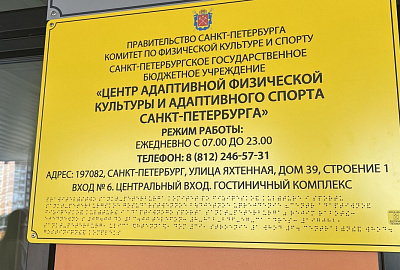 ПРАВИТЕЛЬСТВО САНКТ-ПЕТЕРБУРГА
КОМИТЕТ ПО ФИЗИЧЕСКОЙ КУЛЬТУРЕ И СПОРТУ
САНКТ-ПЕТЕРБУРГСКОЕ ГОСУДАРСТВЕННОЕ
БЮДЖЕТНОЕ УЧРЕЖДЕНИЕ
«ЦЕНТР АДАПТИВНОЙ ФИЗИЧЕСКОЙ
КУЛЬТУРЫ И АДАПТИВНОГО СПОРТА
САНКТ-ПЕТЕРБУРГА»
РЕЖИМ РАБОТЫ:
ЕЖЕДНЕВНО С 07.00 ДО 23.00
ТЕЛЕФОН: 8 (812) 246-57-31
АДРЕС: 197082, САНКТ-ПЕТЕРБУРГ, УЛИЦА ЯХТЕННАЯ, ДОМ 39, СТРОЕНИЕ 1
ВХОД № 6. ЦЕНТРАЛЬНЫЙ ВХОД. ГОСТИНИЧНЫЙ КОМПЛЕКС